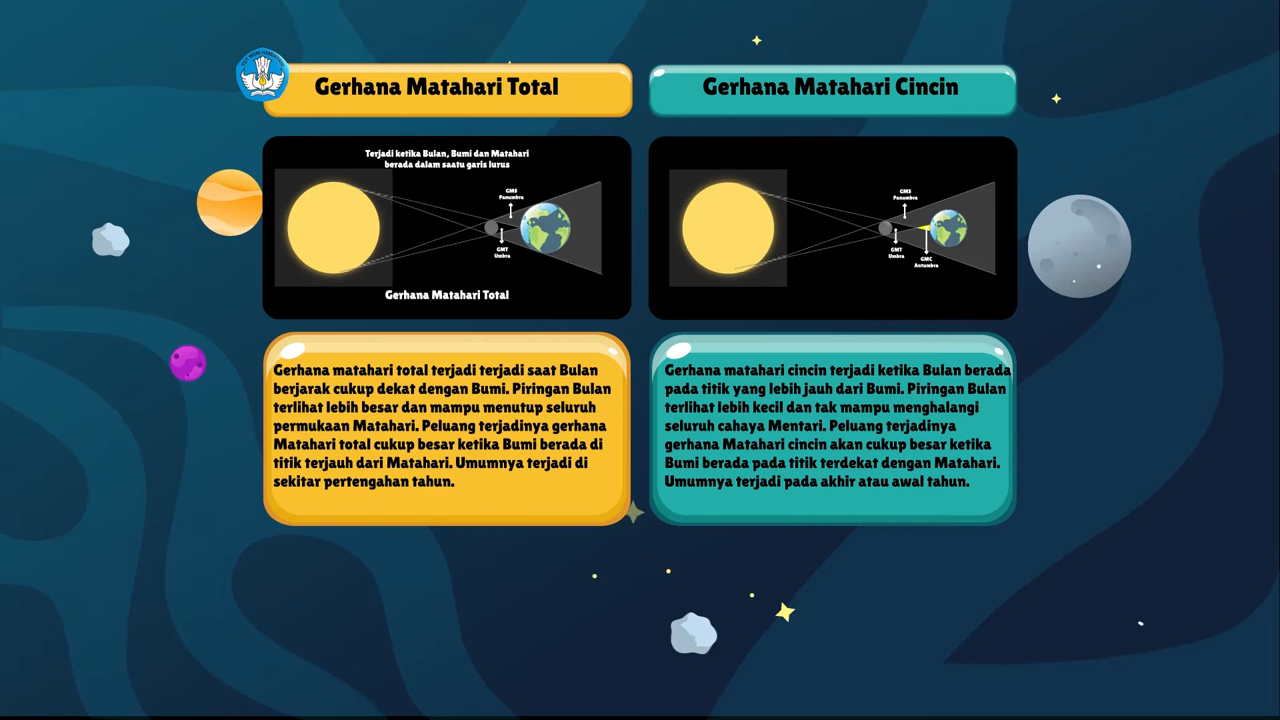 Gerhana Matahari Total
Terjadi ketika Bulan, Bumi dan Matahari
berada dalam saatu garis lurus
GMS
Panumbra
GMT
Umbra
Gerhana Matahari Total
Gerhana matahari total terjadi terjadi saat Bulan
berjarak cukup dekat dengan Bumi. Piringan Bulan
terlihat lebih besar dan mampu menutup seluruh
permukaan Matahari. Peluang terjadinya gerhana
Matahari total cukup besar ketika Bumi berada di
titik terjauh dari Matahari. Umumnya terjadi di
sekitar pertengahan tahun.
Gerhana Matahari Cincin
GMS
Panumbra
GMT
Umbra
GMC
Antumbra
Gerhana matahari cincin terjadi ketika Bulan berada
pada titik yang lebih jauh dari Bumi. Piringan Bulan
terlihat lebih kecil dan tak mampu menghalangi
seluruh cahaya Mentari. Peluang terjadinya
gerhana Matahari cincin akan cukup besar ketika
Bumi berada pada titik terdekat dengan Matahari.
Umumnya terjadi pada akhir atau awal tahun.